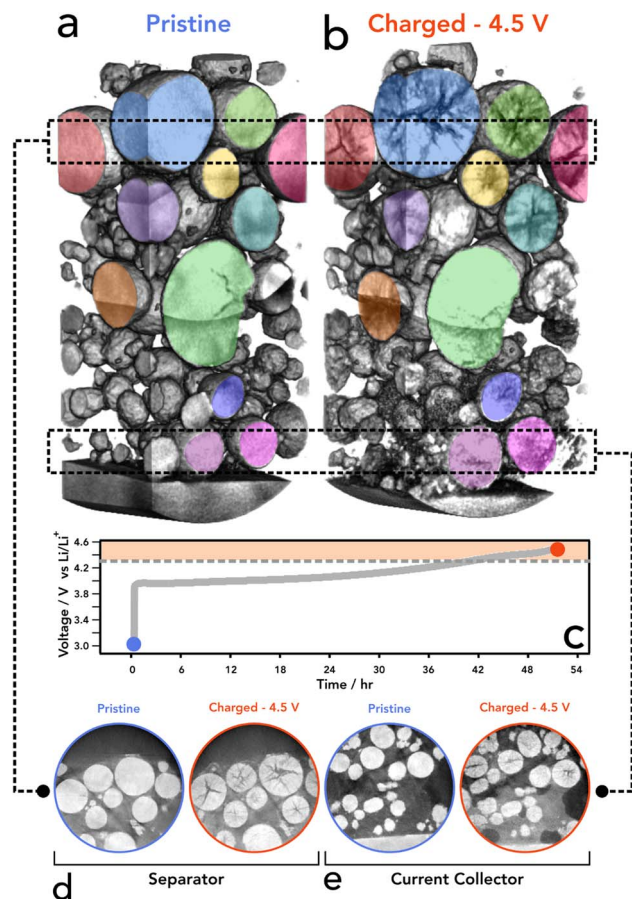 a Pristine b Charged - 4.5 V
4.6
4.2
3.8
3.4
3.0
Voltage / V vs Li/Li+
c
0 6 12 18 24 30 36 42 48 54
Time / hr
Pristine Charged - 4.5 V Pristine Charged - 4.5 V
d Separator e Current Collector